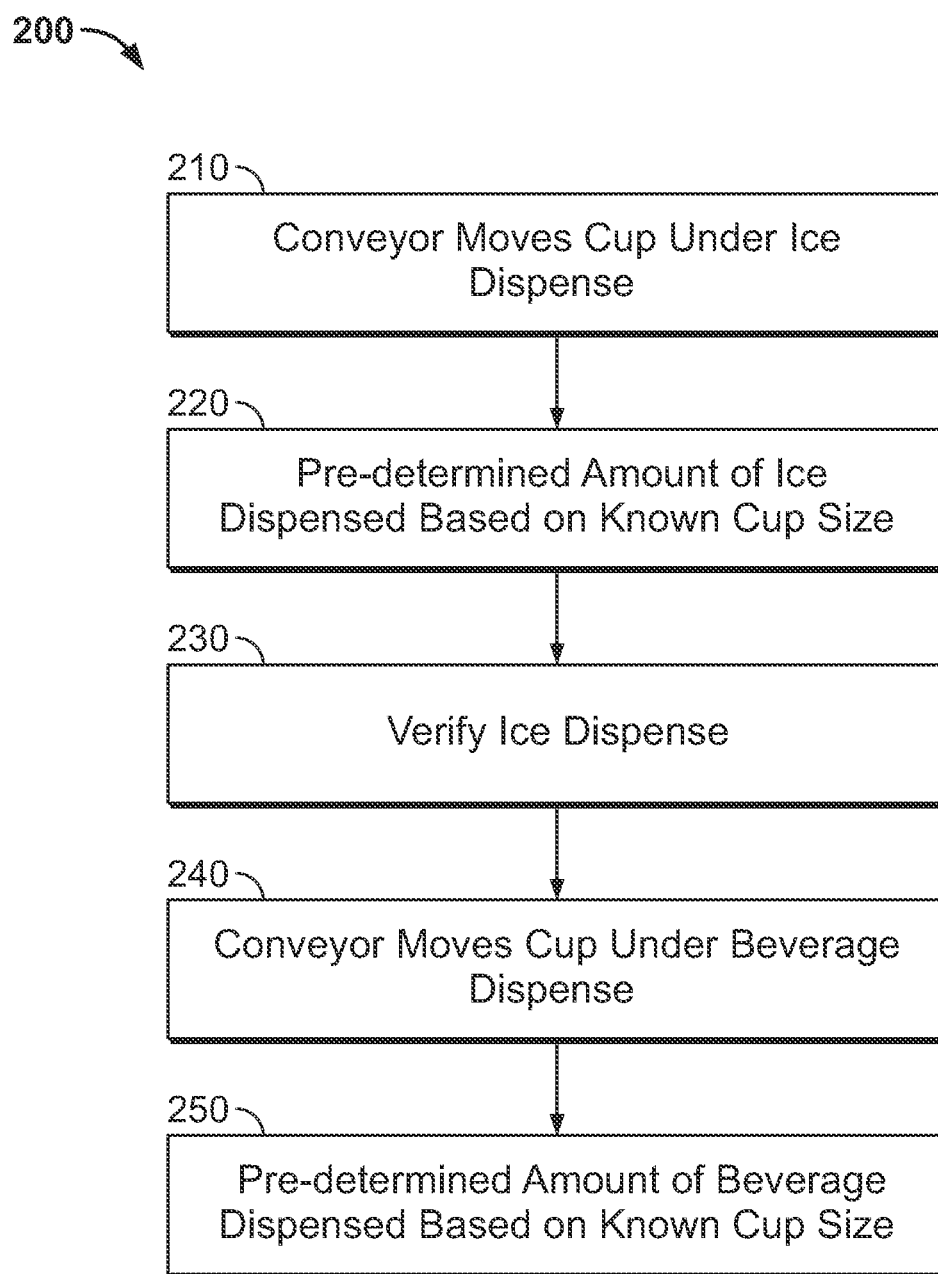 200
210
Conveyor Moves Cup Under Ice
Dispense
220
Pre-determined Amount of Ice
Dispensed Based on Known Cup Size
230
Verify Ice Dispense
240
Conveyor Moves Cup Under Beverage
Dispense
250
Pre-determined Amount of Beverage
Dispensed Based on Known Cup Size